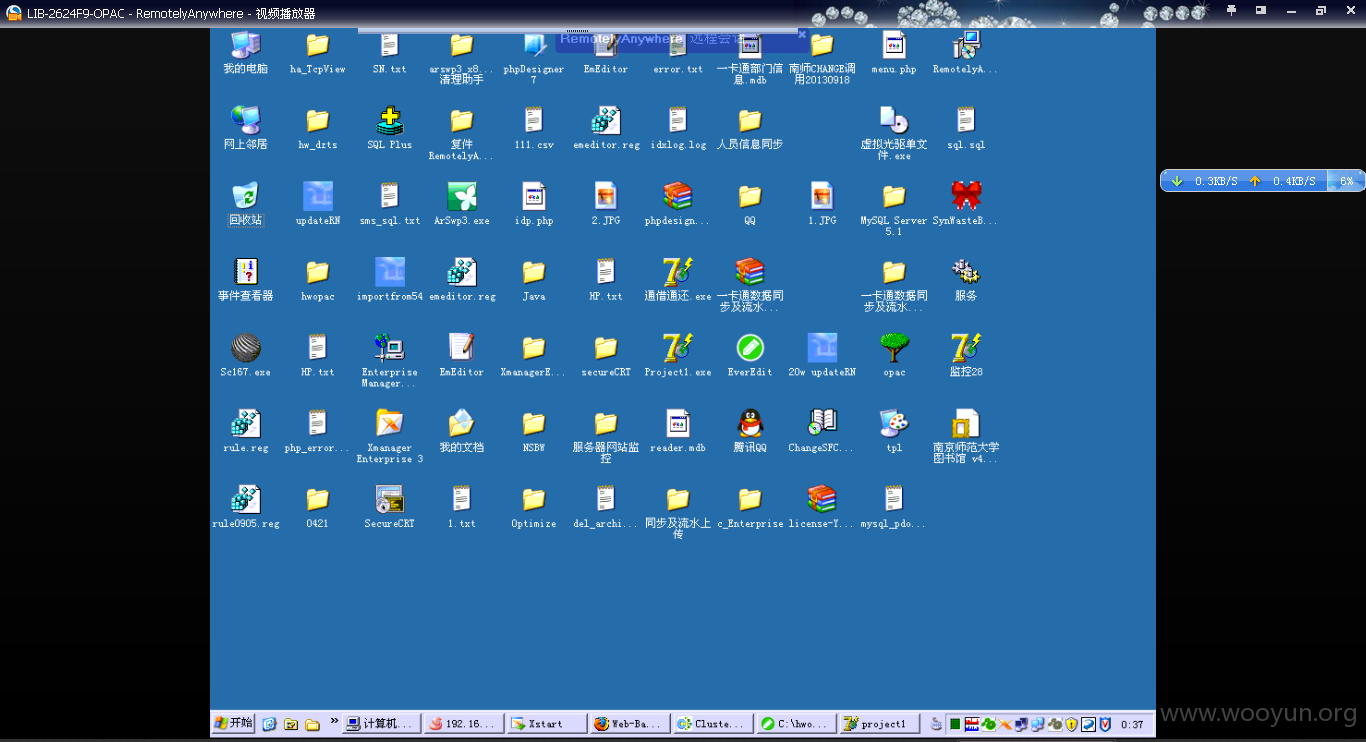 LIB-2624F9-OPAC - RemotelyAnywhere - 视频播放器
RemotelyAnywhere 远程会话
我的电脑
ha_TcpView
SN.txt
arswp3_x8...
清理助手
phpDesigner
7
EmEditor
error.txt
一卡通部门信
息.mdb
南师CHANGE调
用20130918
menu.php
RemotelyA...
网上邻居
hw_dzts
SQL Plus
复件
RemotelyA...
111.csv
emeditor.reg
idxlog.log
人员信息同步
虚拟光驱单文
件.exe
sql.sql
0.3KB/S
0.4KB/S
6%
回收站
updateRN
sms_sql.txt
ArSwp3.exe
idp.php
2.JPG
phpdesign...
QQ
1.JPG
MySQL Server
5.1
SynWasteB...
事件查看器
hwopac
importfrom54
emeditor.reg
Java
HP.txt
通借通还.exe
一卡通数据同
步及流水...
一卡通数据同
步及流水...
服务
Sc167.exe
HP.txt
Enterprise
Manager...
EmEditor
XmanagerE...
secureCRT
Project1.exe
EverEdit
20w updateRN
opac
监控28
rule.reg
php_error...
Xmanager
Enterprise 3
我的文档
NSBW
服务器网站监
控
reader.mdb
腾讯QQ
ChangeSFC...
tpl
南京师范大学
图书馆 v4...
rule0905.reg
0421
SecureCRT
1.txt
Optimize
del_archi...
同步及流水上
传
c_Enterprise
license-Y...
mysql_pdo...
开始
计算机...
192.16...
Xstart
Web-Ba...
Cluste...
C:\hwo...
project1
0:37
www.wooyun.org